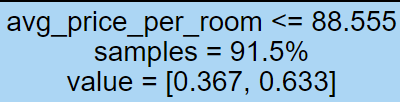 avg_price_per_room <= 88.555
samples = 91.5%
value = [0.367, 0.633]